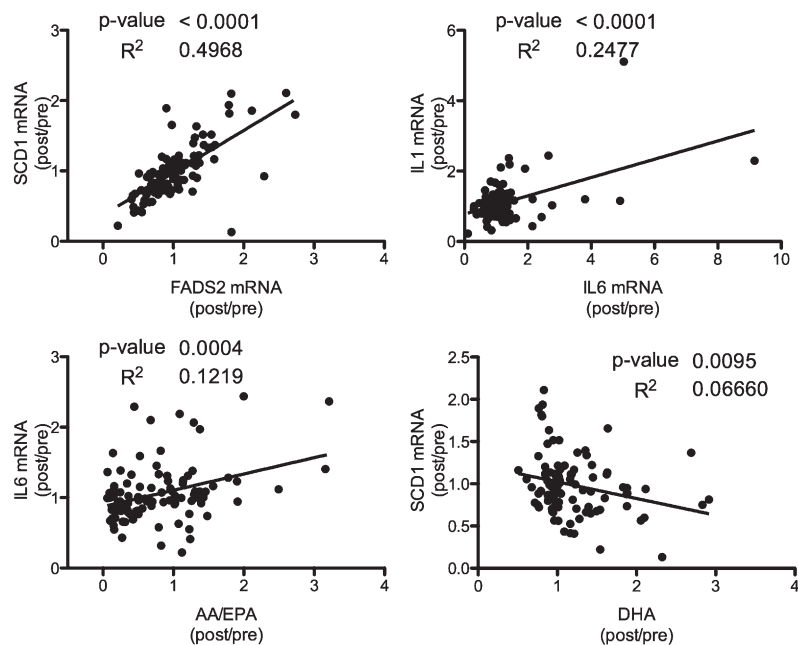 p-value < 0.0001
R² 0.4968
3
2
1
0
SCD1 mRNA
(post/pre)
0 1 2 3 4
FADS2 mRNA
(post/pre)
p-value < 0.0001
R² 0.2477
6
4
2
0
IL1 mRNA
(post/pre)
0 2 4 6 8 10
IL6 mRNA
(post/pre)
p-value 0.0004
R² 0.1219
3
2
1
0
IL6 mRNA
(post/pre)
0 1 2 3 4
AA/EPA
(post/pre)
p-value 0.0095
R² 0.06660
2.5
2.0
1.5
1.0
0.5
0.0
SCD1 mRNA
(post/pre)
0 1 2 3 4
DHA
(post/pre)